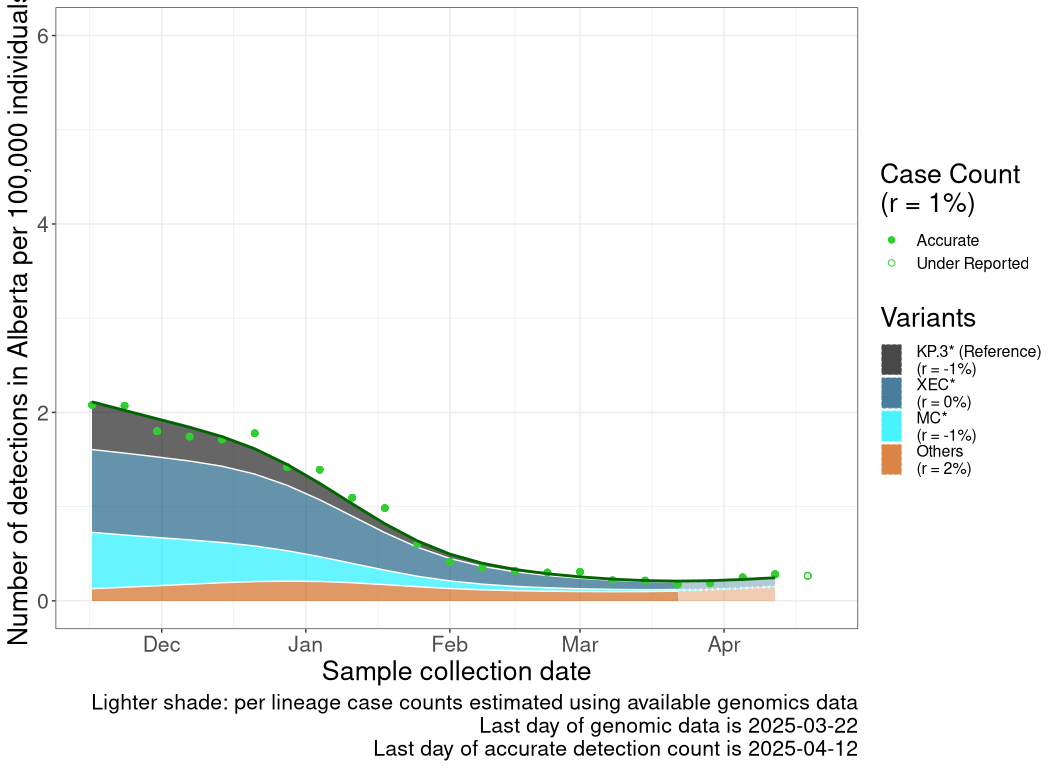 Number of detections in Alberta per 100,000 individuals
6
4
2
0
Dec
Jan
Feb
Mar
Apr
Sample collection date
Lighter shade: per lineage case counts estimated using available genomics data
Last day of genomic data is 2025-03-22
Last day of accurate detection count is 2025-04-12
Case Count
(r = 1%)
Accurate
Under Reported
Variants
KP.3* (Reference)
(r = -1%)
XEC*
(r = 0%)
MC*
(r = -1%)
Others
(r = 2%)